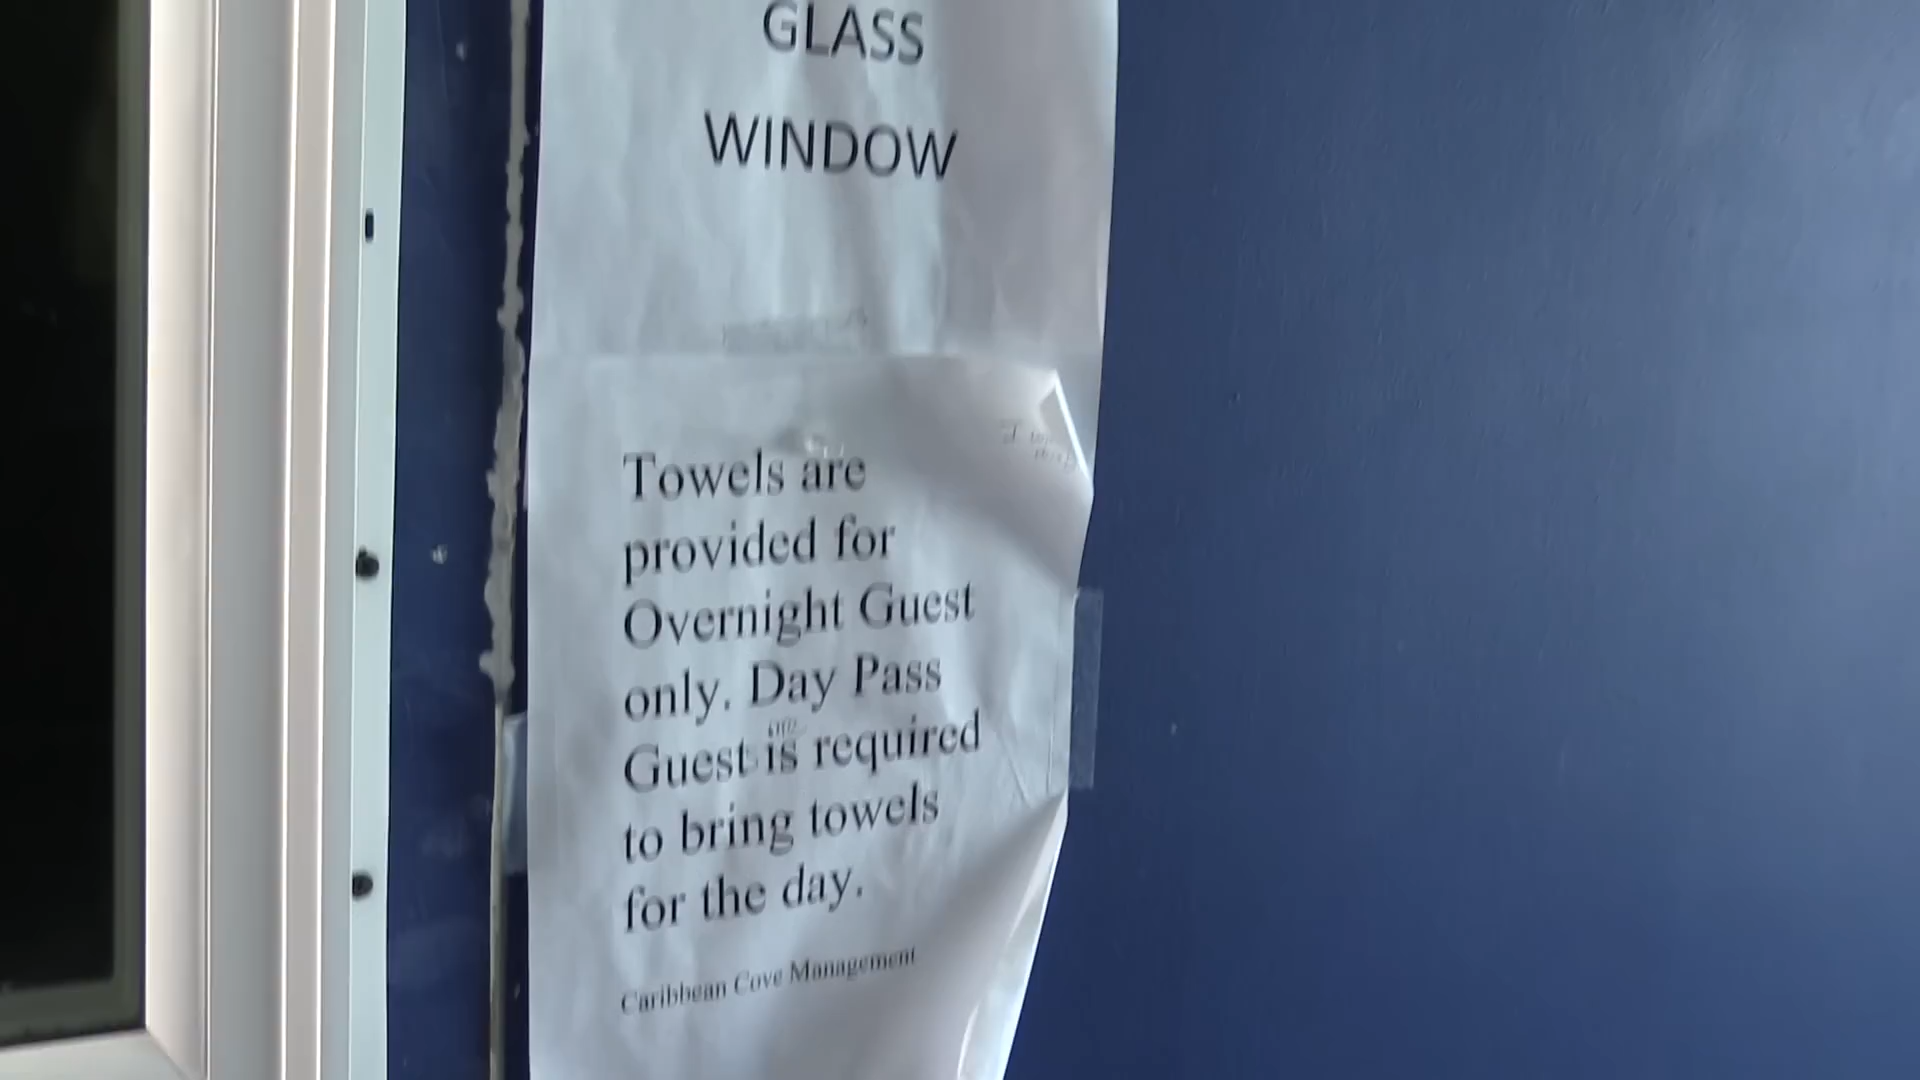 GLASS
WINDOW
Towels are
provided for
Overnight Guest
only. Day Pass
Guest is required
to bring towels
for the day.
Caribbean Cove Management